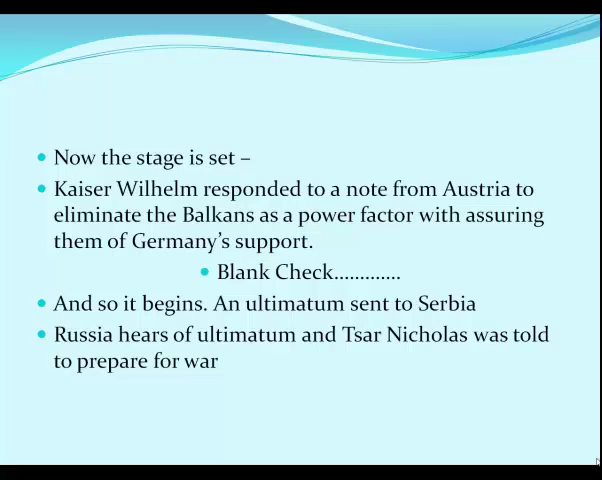 Now the stage is set –
Kaiser Wilhelm responded to a note from Austria to
eliminate the Balkans as a power factor with assuring
them of Germany's support.
Blank Check.............
And so it begins. An ultimatum sent to Serbia
Russia hears of ultimatum and Tsar Nicholas was told
to prepare for war